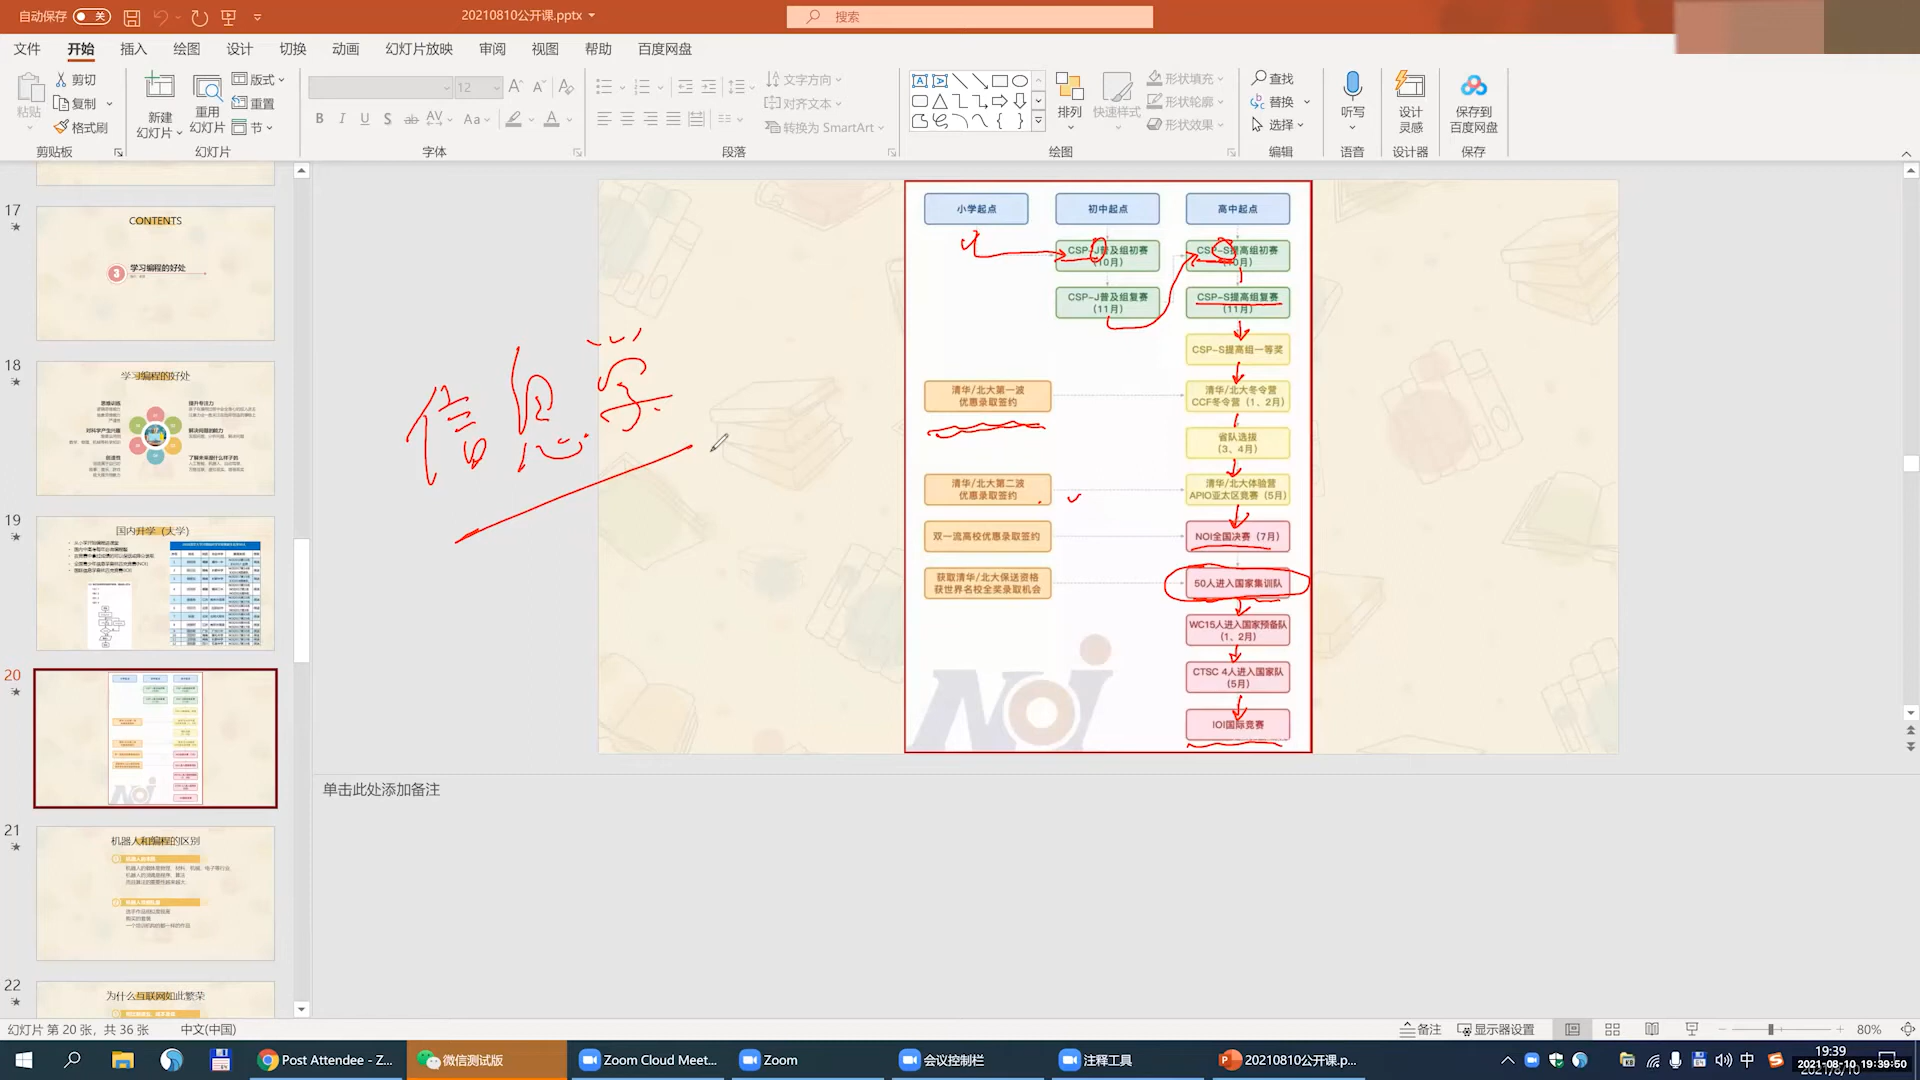 自动保存 关
20210810公开课.pptx
搜索
文件 开始 插入 绘图 设计 切换 动画 幻灯片放映 审阅 视图 帮助 百度网盘
粘贴
剪切
复制
格式刷
剪贴板
新建
幻灯片
重用
幻灯片
版式
重置
节
幻灯片
12
B I U S ab AV Aa A
字体
文字方向
对齐文本
转换为 SmartArt
段落
排列
快速样式
形状填充
形状轮廓
形状效果
绘图
查找
替换
选择
编辑
听写
语音
设计
灵感
设计器
保存到
百度网盘
保存
17
CONTENTS
3
学习编程的好处
18
学习编程的好处
19
国内升学（大学）
20
21
机器人和编程的区别
22
为什么互联网如此繁荣
小学起点
初中起点
高中起点
CSP-J普及组初赛
（10月）
CSP-S提高组初赛
（10月）
CSP-J普及组复赛
（11月）
CSP-S提高组复赛
（11月）
CSP-S提高组一等奖
清华/北大第一波
优惠录取签约
清华/北大冬令营
CCF冬令营（1、2月）
省队选拔
（3、4月）
清华/北大第二波
优惠录取签约
清华/北大体验营
APIO亚太区竞赛（5月）
双一流高校优惠录取签约
NOI全国决赛（7月）
获取清华/北大保送资格
获世界名校全奖录取机会
50人进入国家集训队
WC15人进入国家预备队
（1、2月）
CTSC 4人进入国家队
（5月）
IOI国际竞赛
NOI
信息学
单击此处添加备注
幻灯片 第 20 张，共 36 张 中文(中国)
备注 显示器设置 80%
Post Attendee - Z...
微信测试版
Zoom Cloud Meet...
Zoom
会议控制栏
注释工具
20210810公开课.p...
中
19:39
2021-08-10 19:39:50